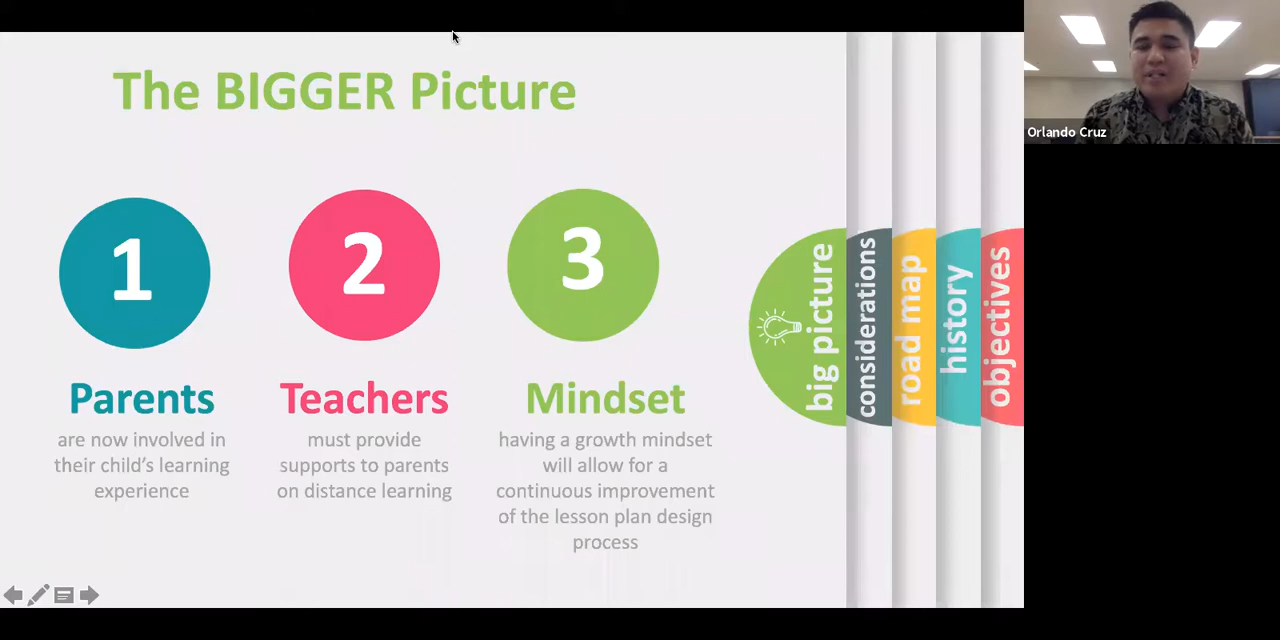 The BIGGER Picture
1
2
3
Parents
are now involved in
their child's learning
experience
Teachers
must provide
supports to parents
on distance learning
Mindset
having a growth mindset
will allow for a
continuous improvement
of the lesson plan design
process
big picture
considerations
road map
history
objectives
Orlando Cruz